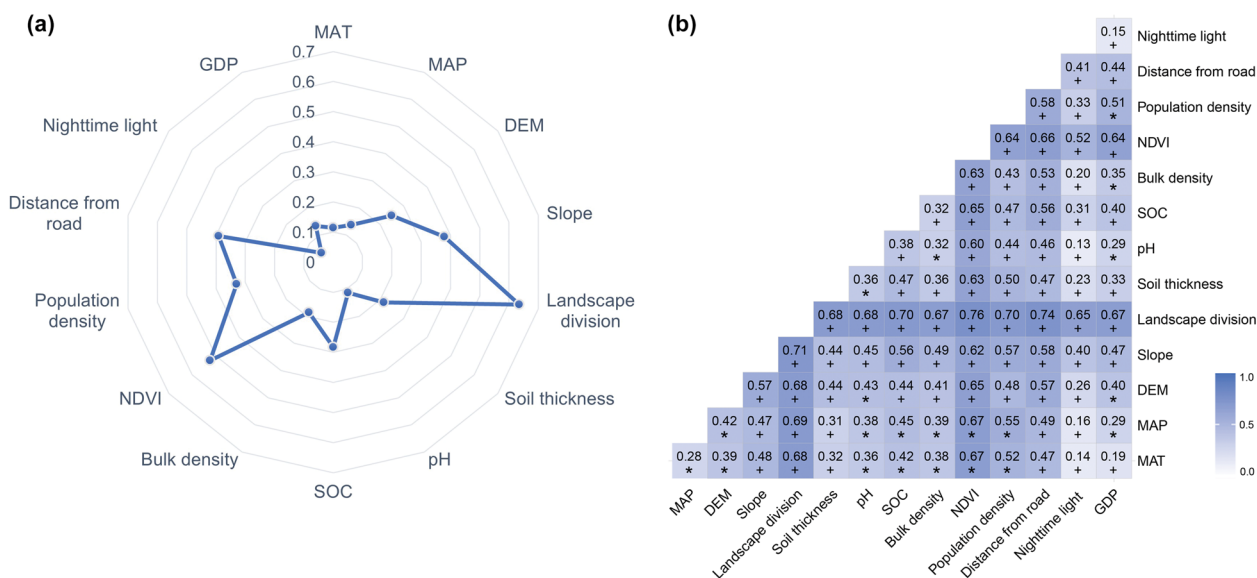 (a)
MAT
MAP
DEM
Slope
Landscape
division
Soil thickness
pH
SOC
Bulk density
NDVI
Population
density
Distance from
road
Nighttime light
GDP
0.7
0.6
0.5
0.4
0.3
0.2
0.1
0
(b)
0.15 Nighttime light
+
0.41 0.44 Distance from road
+ +
0.58 0.33 0.51 Population density
+ + *
0.64 0.66 0.52 0.64 NDVI
+ + + +
0.63 0.43 0.53 0.20 0.35 Bulk density
+ + + + *
0.32 0.65 0.47 0.56 0.31 0.40 SOC
+ + + + + +
0.38 0.32 0.60 0.44 0.46 0.13 0.29 pH
+ * + + + + *
0.36 0.47 0.36 0.63 0.50 0.47 0.23 0.33 Soil thickness
* + + + + + + +
0.68 0.68 0.70 0.67 0.76 0.70 0.74 0.65 0.67 Landscape division
+ + + + + + + + +
0.71 0.44 0.45 0.56 0.49 0.62 0.57 0.58 0.40 0.47 Slope
+ + + + + + + + + +
0.57 0.68 0.44 0.43 0.44 0.41 0.65 0.48 0.57 0.26 0.40 DEM
+ + + * + + + + + + *
0.42 0.47 0.69 0.31 0.38 0.45 0.39 0.67 0.55 0.49 0.16 0.29 MAP
* + + + * * * * * + + *
0.28 0.39 0.48 0.68 0.32 0.36 0.42 0.38 0.67 0.52 0.47 0.14 0.19 MAT
* * + + + * * * * * + + +
MAP
DEM
Slope
Landscape division
Soil thickness
pH
SOC
Bulk density
NDVI
Population density
Distance from road
Nighttime light
GDP
1.0
0.5
0.0